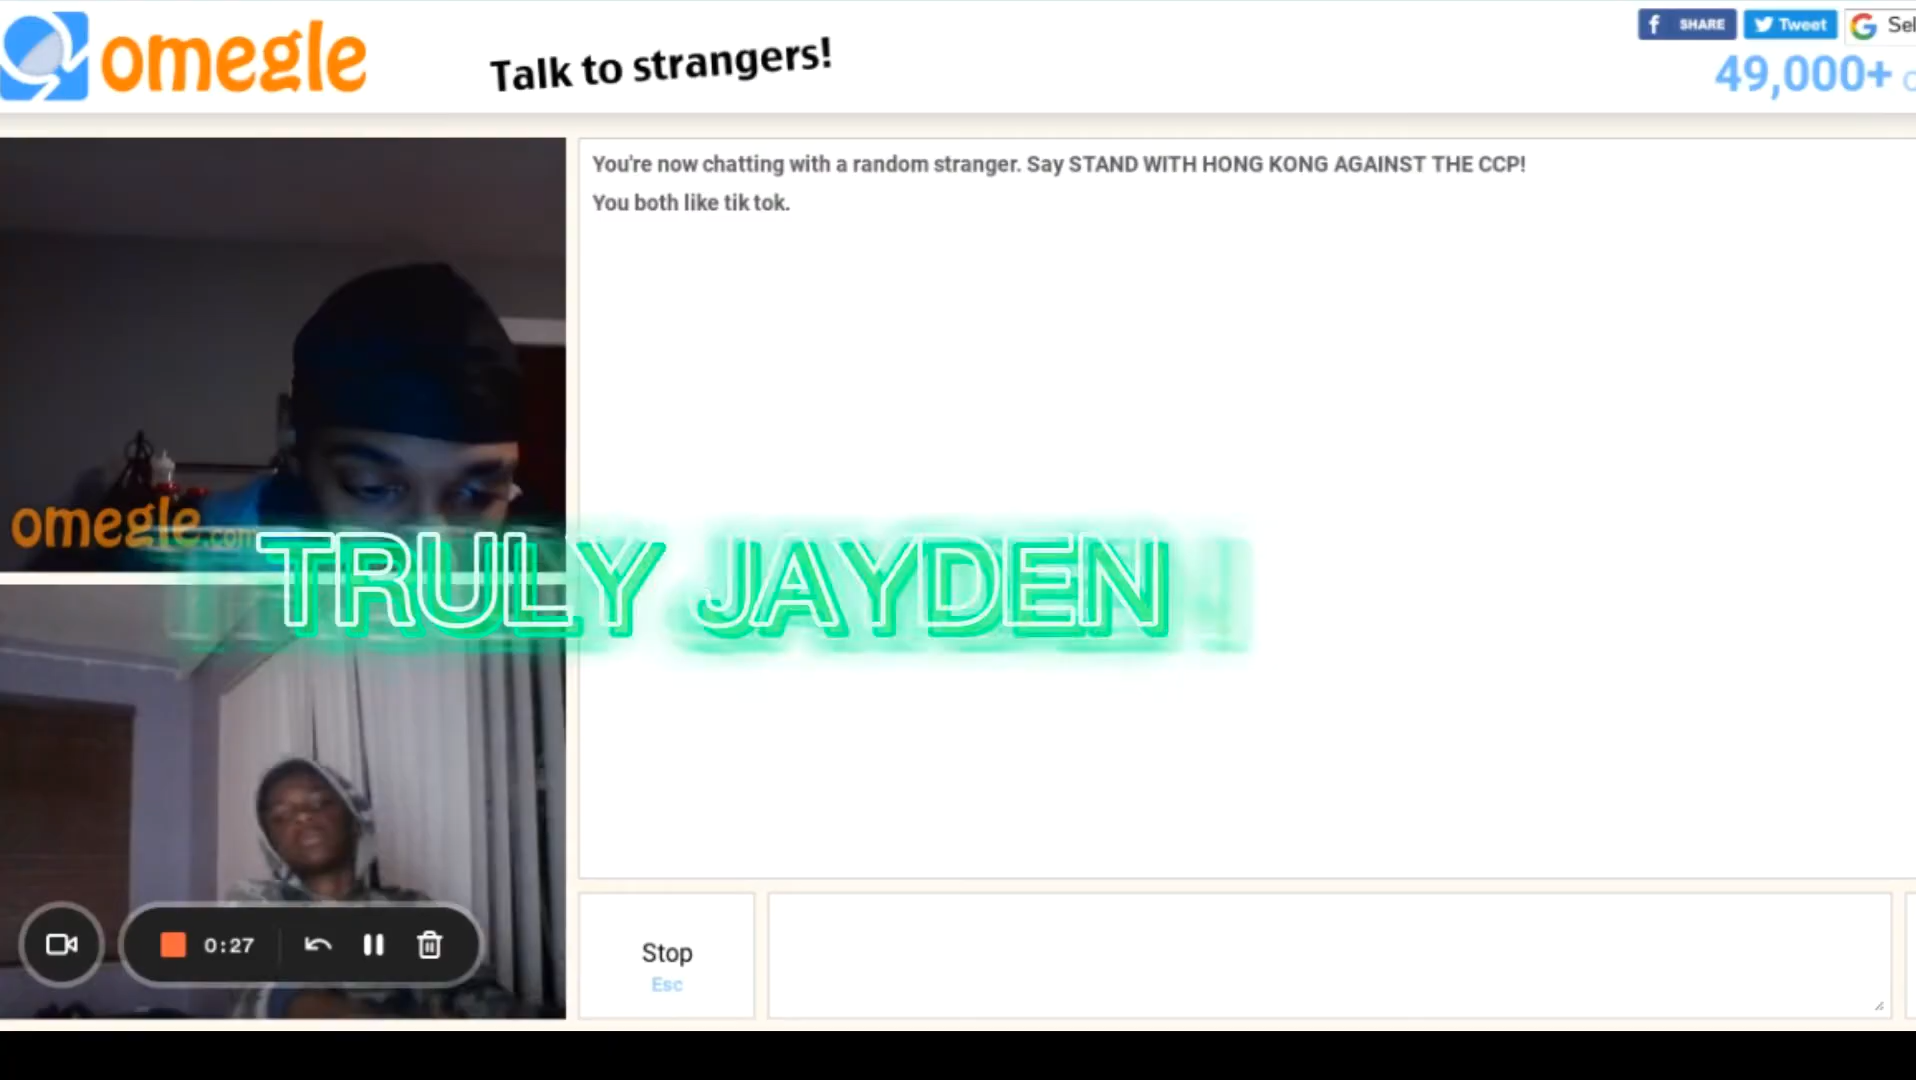 omegle
Talk to strangers!
SHARE
Tweet
49,000+
You're now chatting with a random stranger. Say STAND WITH HONG KONG AGAINST THE CCP!
You both like tik tok.
omegle.com
TRULY JAYDEN
0:27
Stop
Esc